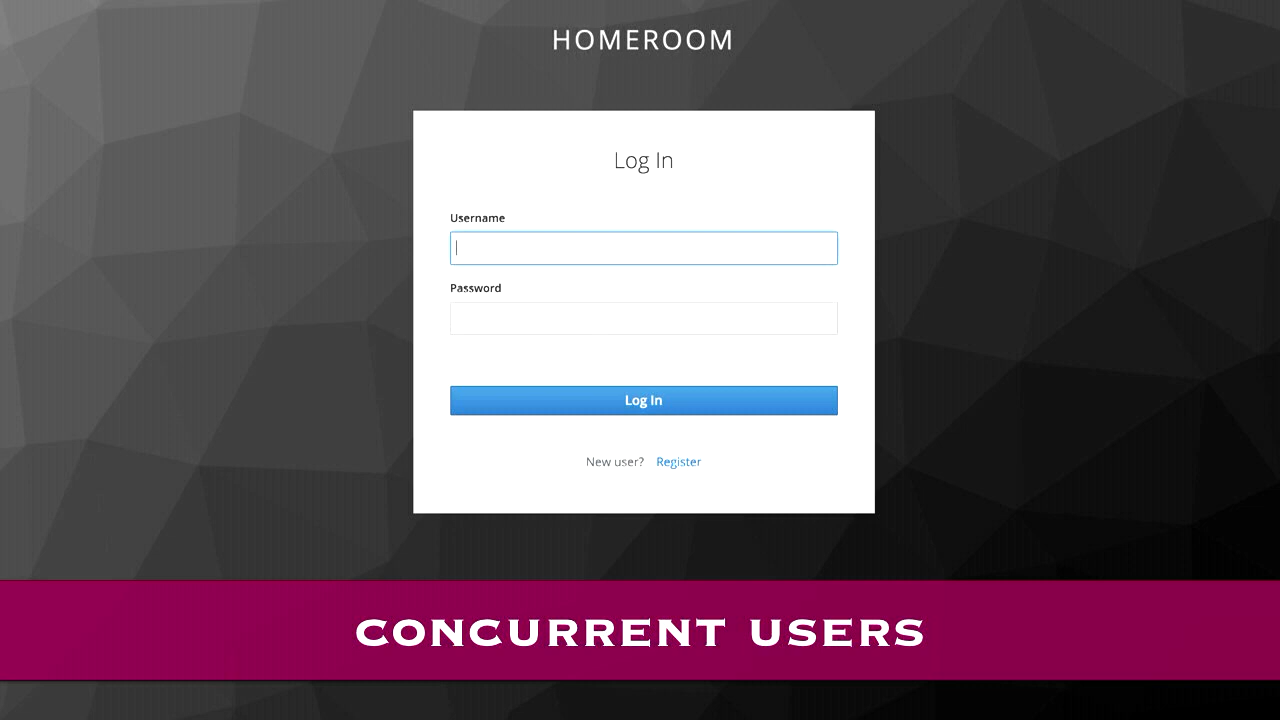 HOMEROOM
Log In
Username
Password
Log In
New user? Register
CONCURRENT USERS